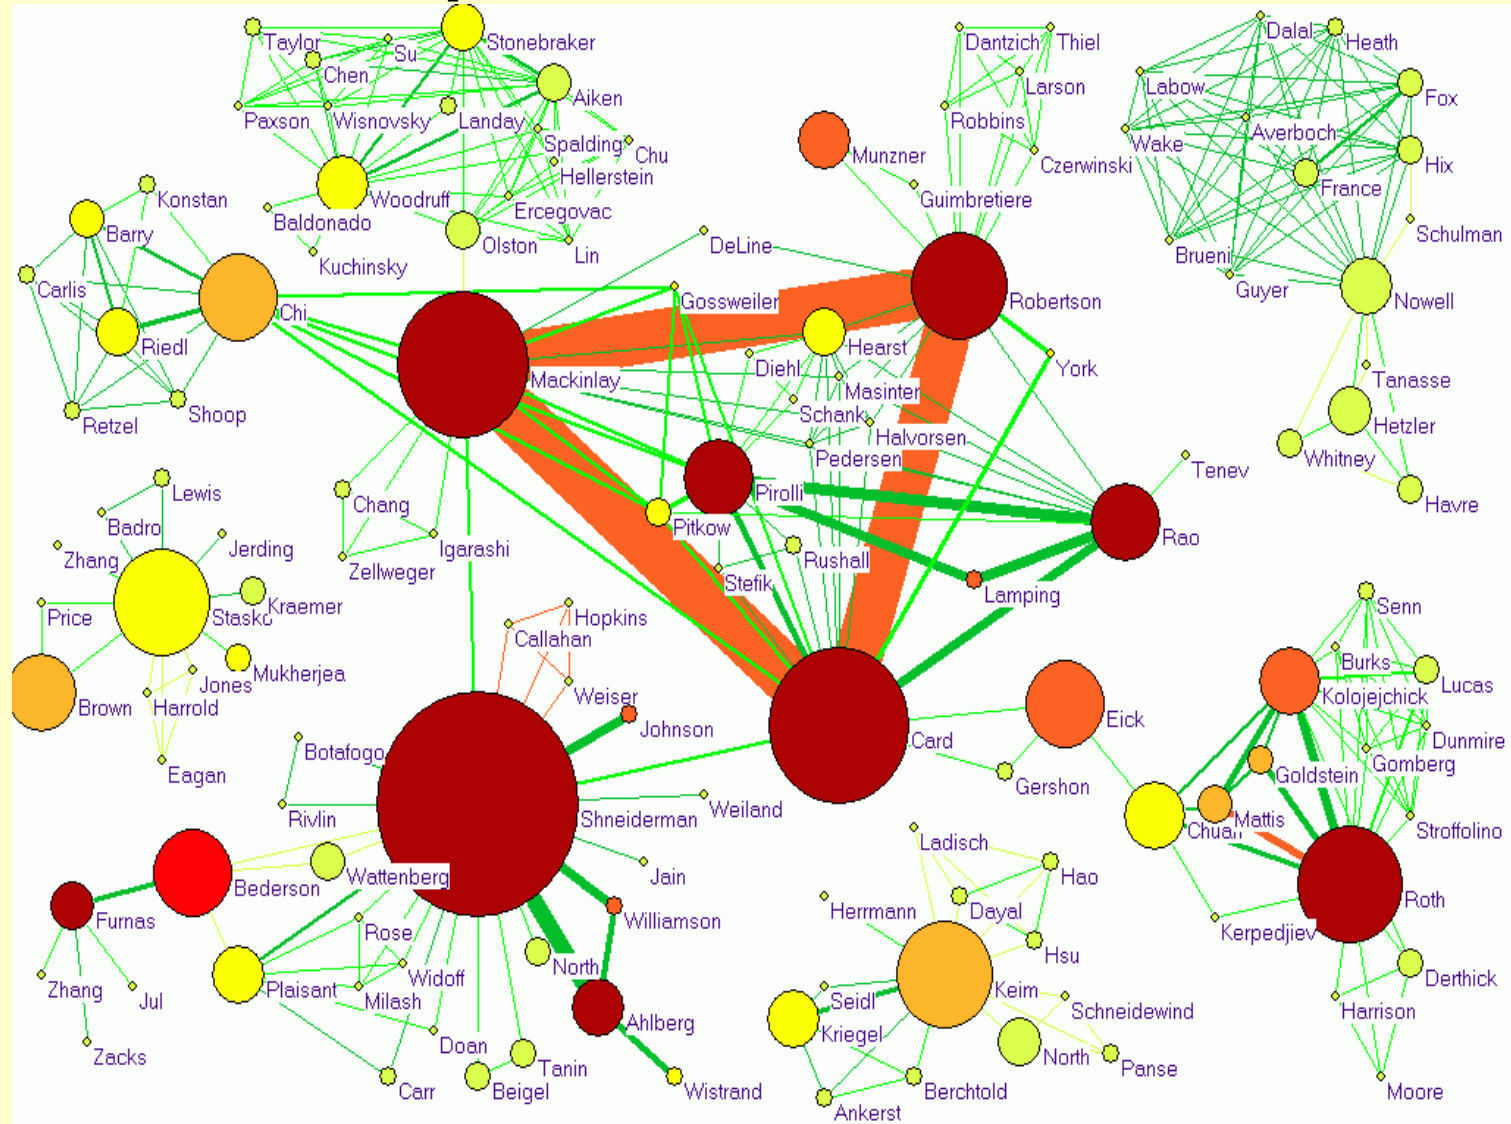 Taylor
Su
Stonebraker
Chen
Aiken
Paxson
Wisnovsky
Landay
Spalding
Chu
Hellerstein
Woodruff
Ercegovac
Baldonado
Olston
Lin
Kuchinsky
Dantzich
Thiel
Larson
Robbins
Czerwinski
Munzner
Guimbretiere
DeLine
Robertson
Dalal
Heath
Labow
Fox
Averboch
Wake
Hix
France
Schulman
Brueni
Guyer
Nowell
Tanasse
Hetzler
Whitney
Havre
Konstan
Barry
Carlis
Chi
Riedl
Shoop
Retzel
Gossweiler
Hearst
York
Mackinlay
Diehl
Masinter
Schank
Halvorsen
Pedersen
Pirolli
Tenev
Rao
Pitkow
Rushall
Stefik
Lamping
Chang
Igarashi
Zellweger
Lewis
Badro
Zhang
Jerding
Price
Stasko
Kraemer
Mukherjea
Jones
Harrold
Brown
Eagan
Hopkins
Callahan
Weiser
Johnson
Botafogo
Card
Eick
Gershon
Rivlin
Shneiderman
Weiland
Senn
Burks
Kolojejchick
Lucas
Dunmire
Gomberg
Goldstein
Mattis
Chuah
Stroffolino
Roth
Kerpedjiev
Derthick
Harrison
Moore
Wattenberg
Bederson
Jain
Furnas
Williamson
Rose
North
Widoff
Zhang
Jul
Plaisant
Milash
Ahlberg
Zacks
Doan
Tanin
Carr
Beigel
Wistrand
Ladisch
Hao
Herrmann
Dayal
Hsu
Seidl
Keim
Schneidewind
Kriegel
North
Panse
Berchtold
Ankerst